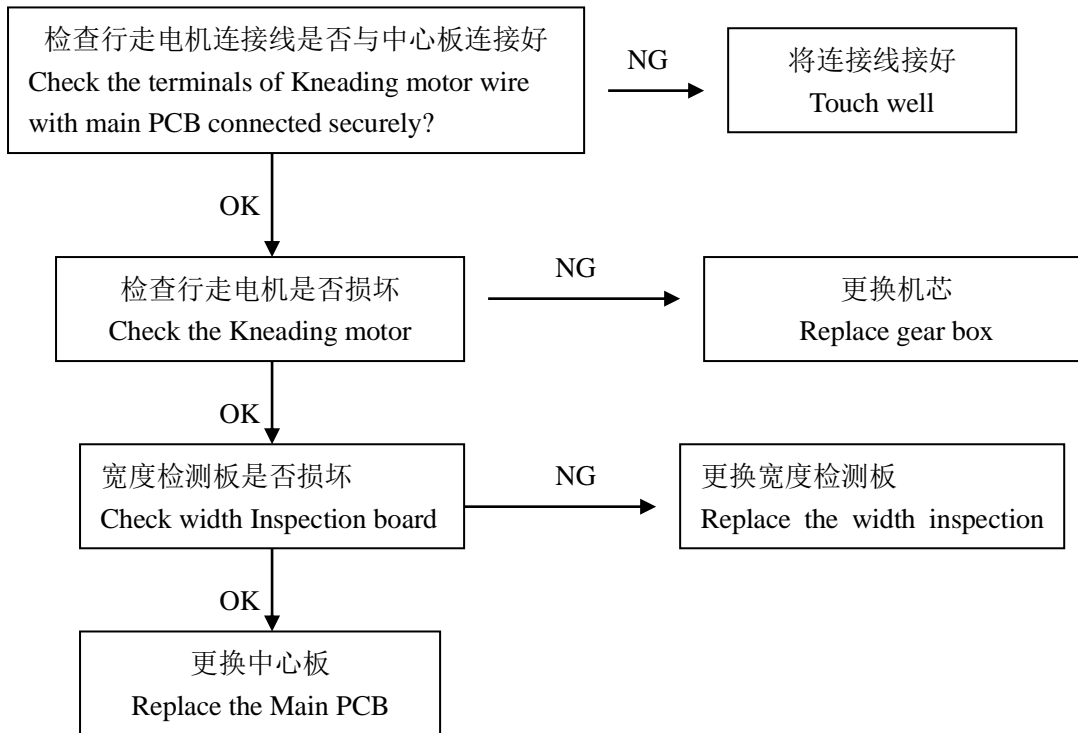 检查行走电机连接线是否与中心板连接好
Check the terminals of Kneading motor wire
with main PCB connected securely?
NG
将连接线接好
Touch well
OK
检查行走电机是否损坏
Check the Kneading motor
NG
更换机芯
Replace gear box
OK
宽度检测板是否损坏
Check width Inspection board
NG
更换宽度检测板
Replace the width inspection
OK
更换中心板
Replace the Main PCB